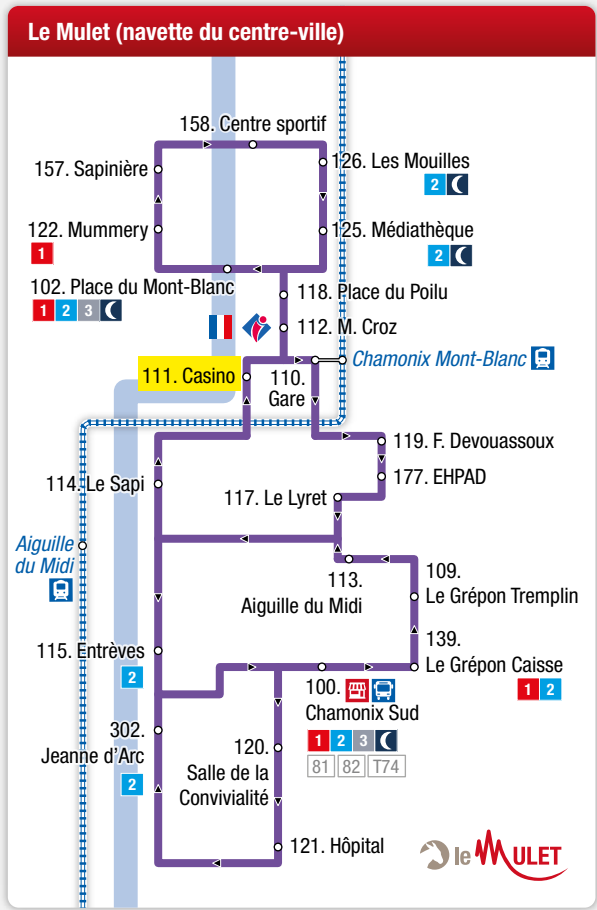 Le Mulet (navette du centre-ville)
158. Centre sportif
157. Sapinière
126. Les Mouilles
2
122. Mummery
1
125. Médiathèque
2
102. Place du Mont-Blanc
1 2 3
118. Place du Poilu
112. M. Croz
Chamonix Mont-Blanc
111. Casino
110.
Gare
119. F. Devouassoux
177. EHPAD
114. Le Sapi
117. Le Lyret
Aiguille
du Midi
113.
Aiguille du Midi
109.
Le Grépon Tremplin
139.
Le Grépon Caisse
1 2
115. Entrèves
2
100.
Chamonix Sud
1 2 3
81 82 T74
302.
Jeanne d'Arc
2
120.
Salle de la
Convivialité
121. Hôpital
le MULET